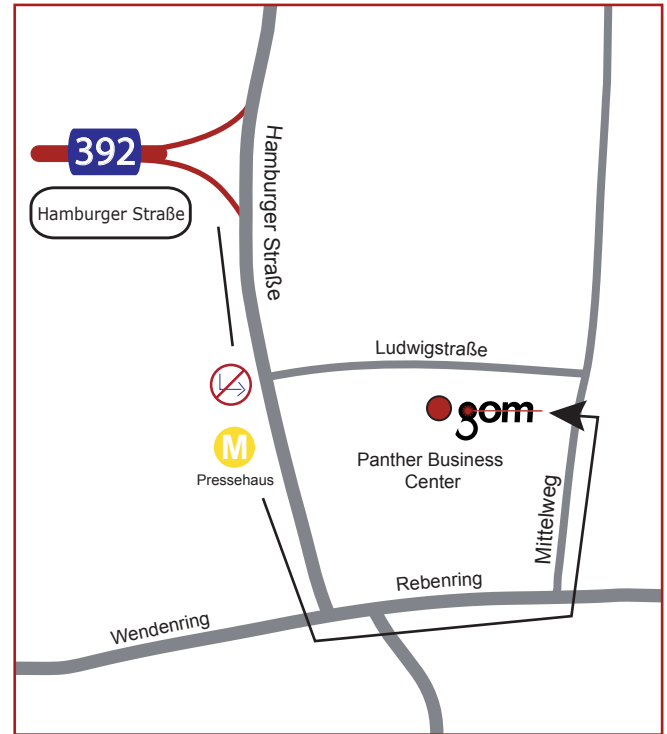 392
Hamburger Straße
Hamburger Straße
Ludwigstraße
gom
Panther Business
Center
M
Pressehaus
Mittelweg
Rebenring
Wendenring